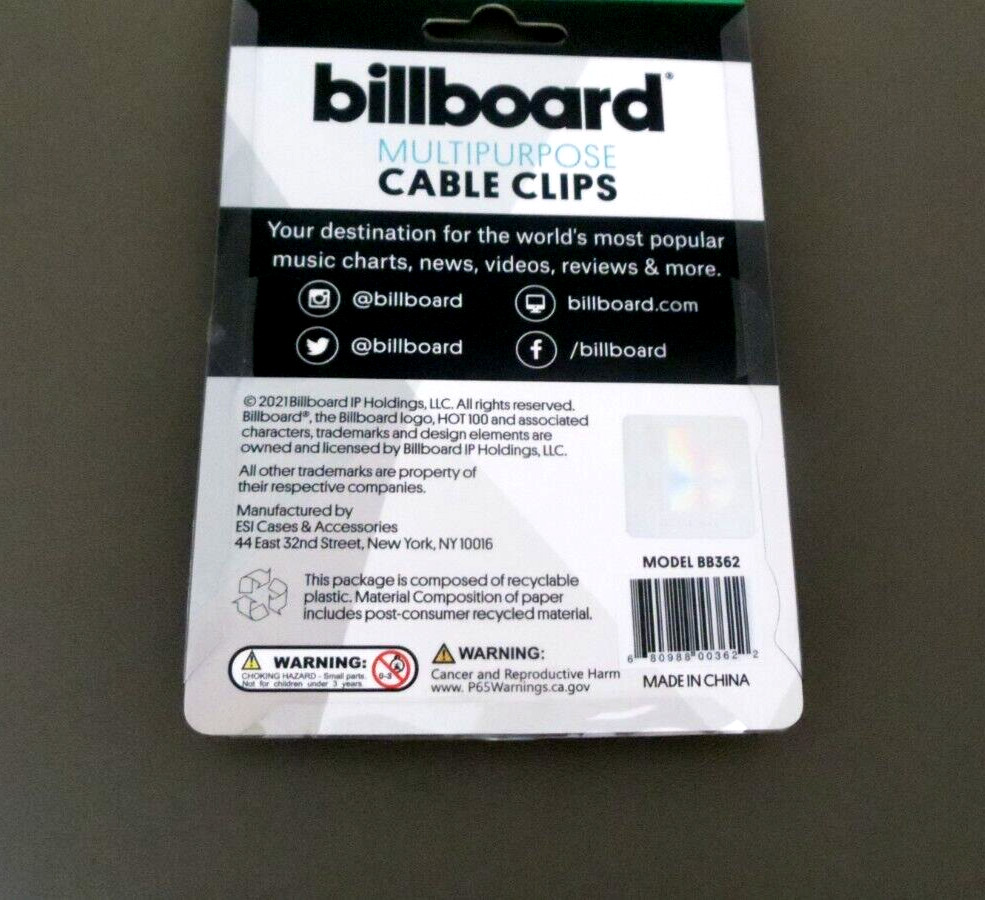 billboard®
MULTIPURPOSE
CABLE CLIPS
Your destination for the world's most popular
music charts, news, videos, reviews & more.
@billboard
billboard.com
@billboard
/billboard
© 2021 Billboard IP Holdings, LLC. All rights reserved.
Billboard®, the Billboard logo, HOT 100 and associated
characters, trademarks and design elements are
owned and licensed by Billboard IP Holdings, LLC.
All other trademarks are property of
their respective companies.
Manufactured by
ESI Cases & Accessories
44 East 32nd Street, New York, NY 10016
This package is composed of recyclable
plastic. Material Composition of paper
includes post-consumer recycled material.
WARNING:
CHOKING HAZARD - Small parts.
Not for children under 3 years.
0-3
WARNING:
Cancer and Reproductive Harm
www. P65Warnings.ca.gov
MODEL BB362
6 80988 00362 2
MADE IN CHINA